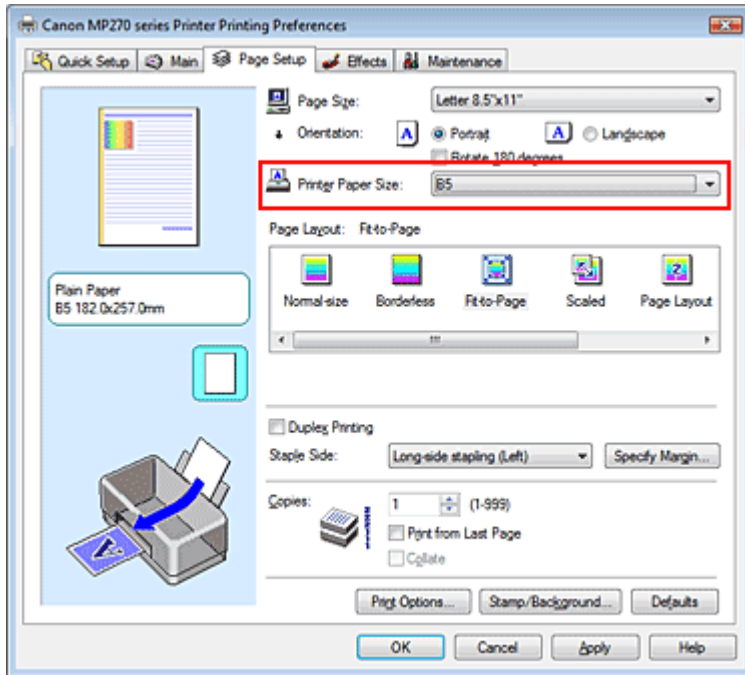 Canon MP270 series Printer Printing Preferences
Quick Setup Main Page Setup Effects Maintenance
Page Size: Letter 8.5"x11"
Orientation: A Portrait A Landscape
Rotate 180 degrees
Printer Paper Size: B5
Page Layout: Fit-to-Page
Normal-size Borderless Fit-to-Page Scaled Page Layout
Plain Paper
B5 182.0x257.0mm
Duplex Printing
Staple Side: Long-side stapling (Left) Specify Margin...
Copies: 1 (1-999)
Print from Last Page
Collate
Print Options... Stamp/Background... Defaults
OK Cancel Apply Help